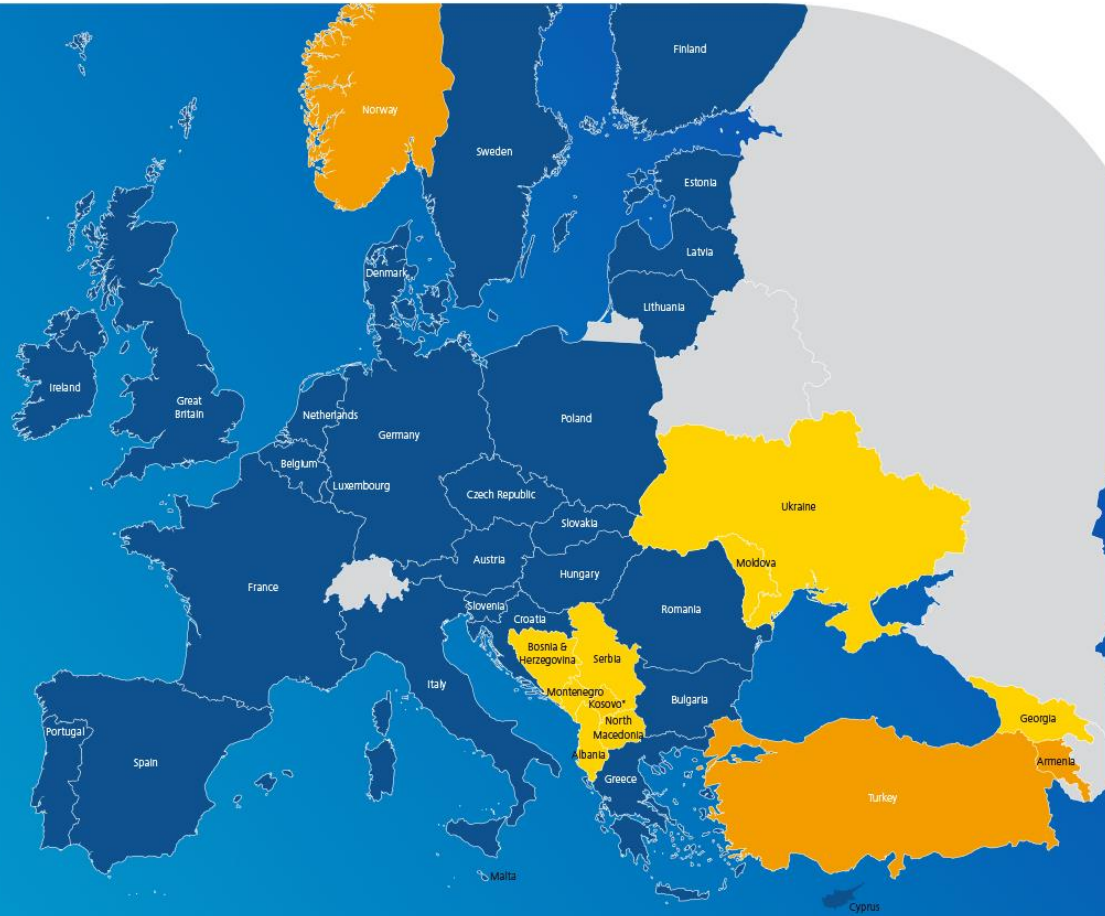 Finland
Norway
Sweden
Estonia
Latvia
Denmark
Lithuania
Ireland
Great
Britain
Netherlands
Poland
Germany
Belgium
Luxembourg
Czech Republic
Ukraine
Slovakia
Austria
Moldova
Hungary
France
Slovenia
Romania
Croatia
Bosnia &
Herzegovina
Serbia
Italy
Montenegro
Kosovo*
Bulgaria
North
Macedonia
Georgia
Portugal
Albania
Armenia
Spain
Greece
Turkey
Malta
Cyprus